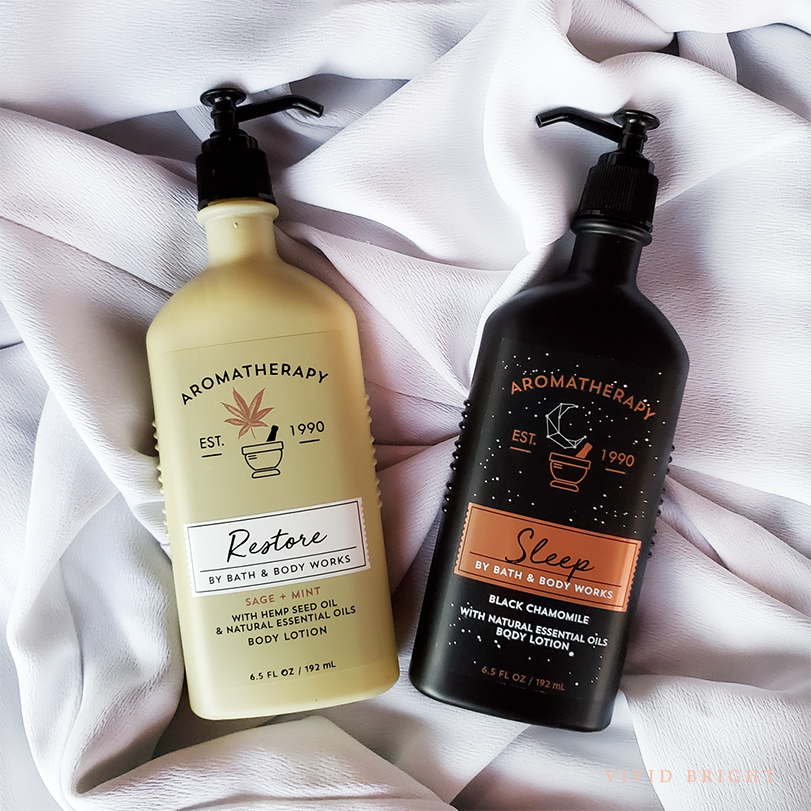 AROMATHERAPY
EST. 1990
Restore
BY BATH & BODY WORKS
SAGE + MINT
WITH HEMP SEED OIL
& NATURAL ESSENTIAL OILS
BODY LOTION
6.5 FL OZ / 192 mL
AROMATHERAPY
EST. 1990
Sleep
BY BATH & BODY WORKS
BLACK CHAMOMILE
WITH NATURAL ESSENTIAL OILS
BODY LOTION
6.5 FL OZ / 192 mL
VIVID BRIGHT